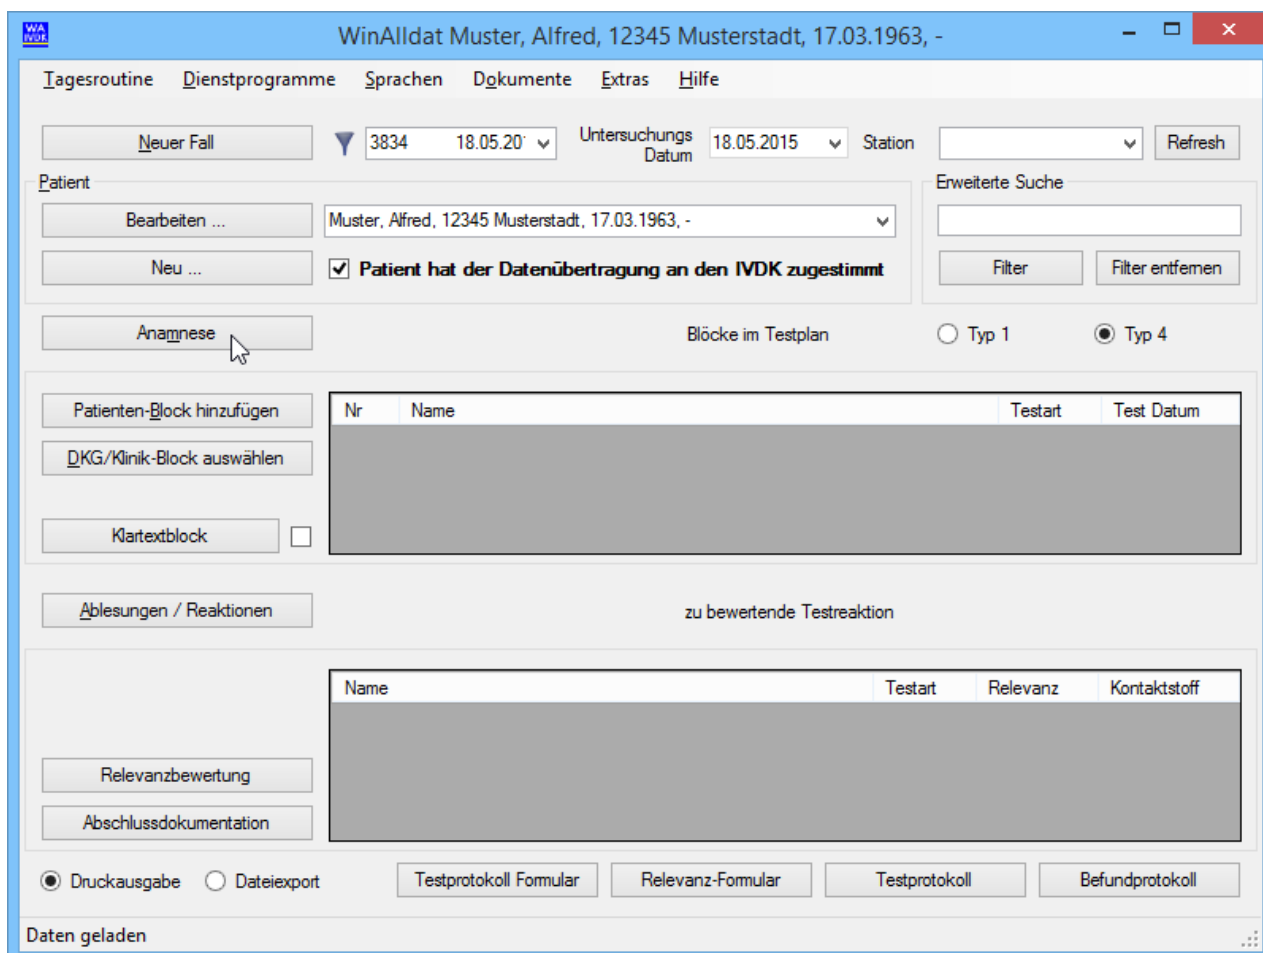 WA
IVDK
WinAlldat Muster, Alfred, 12345 Musterstadt, 17.03.1963, -
Tagesroutine Dienstprogramme Sprachen Dokumente Extras Hilfe
Neuer Fall 3834 18.05.20 Untersuchungs Datum 18.05.2015 Station Refresh
Patient Erweiterte Suche
Bearbeiten ... Muster, Alfred, 12345 Musterstadt, 17.03.1963, -
Neu ... Patient hat der Datenübertragung an den IVDK zugestimmt Filter Filter entfernen
Anamnese Blöcke im Testplan Typ 1 Typ 4
Patienten-Block hinzufügen Nr Name Testart Test Datum
DKG/Klinik-Block auswählen
Klartextblock
Ablesungen / Reaktionen zu bewertende Testreaktion
Name Testart Relevanz Kontaktstoff
Relevanzbewertung
Abschlussdokumentation
Druckausgabe Dateiexport Testprotokoll Formular Relevanz-Formular Testprotokoll Befundprotokoll
Daten geladen